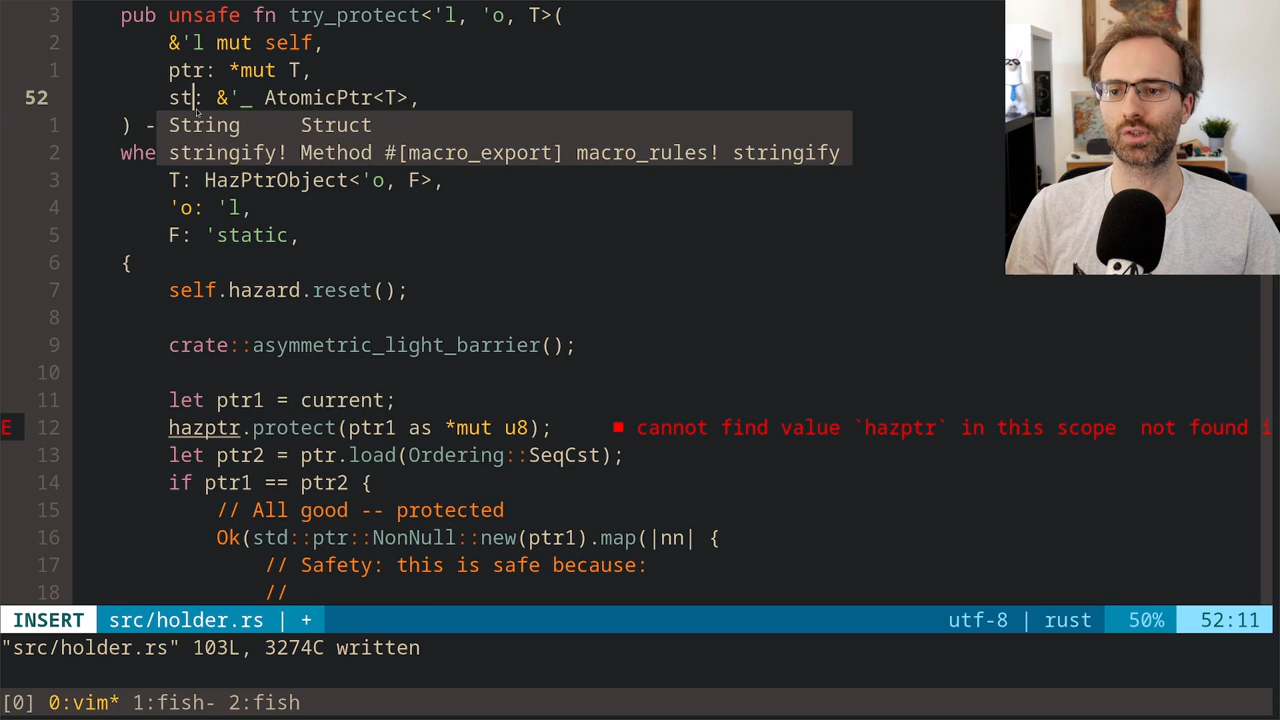 3 pub unsafe fn try_protect<'l, 'o, T>(
2 &'l mut self,
1 ptr: *mut T,
52 st: &'_ AtomicPtr<T>,
1 ) -
String Struct
2 whe
stringify! Method #[macro_export] macro_rules! stringify
3 T: HazPtrObject<'o, F>,
4 'o: 'l,
5 F: 'static,
6 {
7 self.hazard.reset();
8
9 crate::asymmetric_light_barrier();
10
11 let ptr1 = current;
E 12 hazptr.protect(ptr1 as *mut u8); ■ cannot find value `hazptr` in this scope not found i
13 let ptr2 = ptr.load(Ordering::SeqCst);
14 if ptr1 == ptr2 {
15 // All good -- protected
16 Ok(std::ptr::NonNull::new(ptr1).map(|nn| {
17 // Safety: this is safe because:
18 //
INSERT src/holder.rs | + utf-8 | rust 50% 52:11
"src/holder.rs" 103L, 3274C written
[0] 0:vim* 1:fish- 2:fish